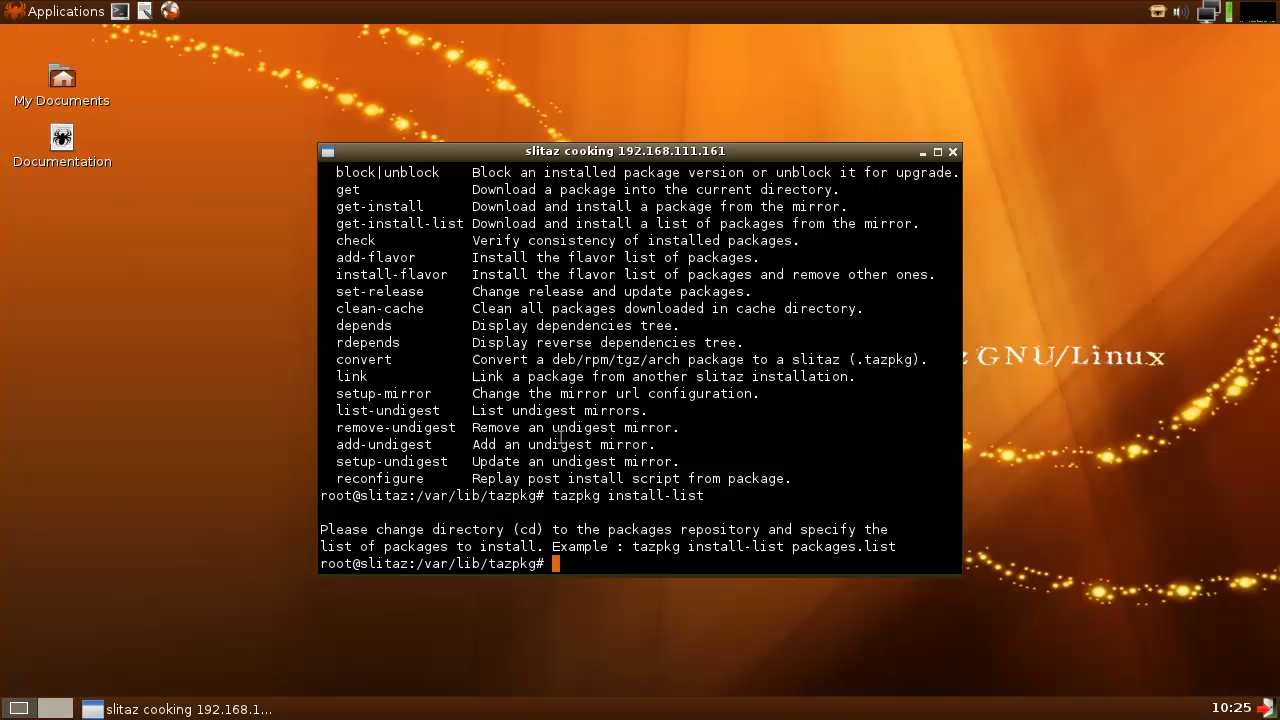 Applications
My Documents
Documentation
slitaz cooking 192.168.111.161
block|unblock Block an installed package version or unblock it for upgrade.
get Download a package into the current directory.
get-install Download and install a package from the mirror.
get-install-list Download and install a list of packages from the mirror.
check Verify consistency of installed packages.
add-flavor Install the flavor list of packages.
install-flavor Install the flavor list of packages and remove other ones.
set-release Change release and update packages.
clean-cache Clean all packages downloaded in cache directory.
depends Display dependencies tree.
rdepends Display reverse dependencies tree.
convert Convert a deb/rpm/tgz/arch package to a slitaz (.tazpkg).
link Link a package from another slitaz installation.
setup-mirror Change the mirror url configuration.
list-undigest List undigest mirrors.
remove-undigest Remove an undigest mirror.
add-undigest Add an undigest mirror.
setup-undigest Update an undigest mirror.
reconfigure Replay post install script from package.
root@slitaz:/var/lib/tazpkg# tazpkg install-list
Please change directory (cd) to the packages repository and specify the
list of packages to install. Example : tazpkg install-list packages.list
root@slitaz:/var/lib/tazpkg#
z GNU/Linux
slitaz cooking 192.168.1...
10:25